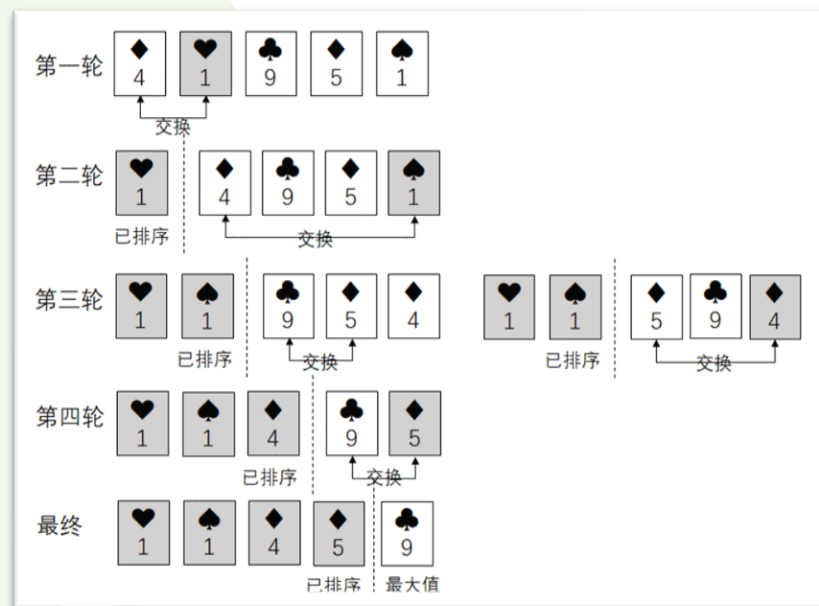 第一轮 ♦4 ♥1 ♣9 ♦5 ♠1
交换
第二轮 ♥1 ♦4 ♣9 ♦5 ♠1
已排序 交换
第三轮 ♥1 ♠1 ♣9 ♦5 ♦4 ♥1 ♠1 ♦5 ♣9 ♦4
已排序 交换 已排序 交换
第四轮 ♥1 ♠1 ♦4 ♣9 ♦5
已排序 交换
最终 ♥1 ♠1 ♦4 ♦5 ♣9
已排序 最大值